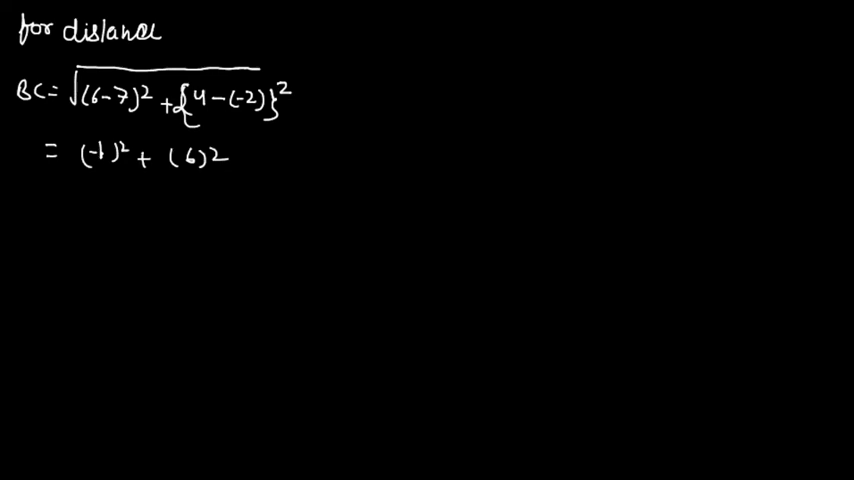 for distance
BC = √(6-7)² + {4-(-2)}²
= (-1)² + (6)²